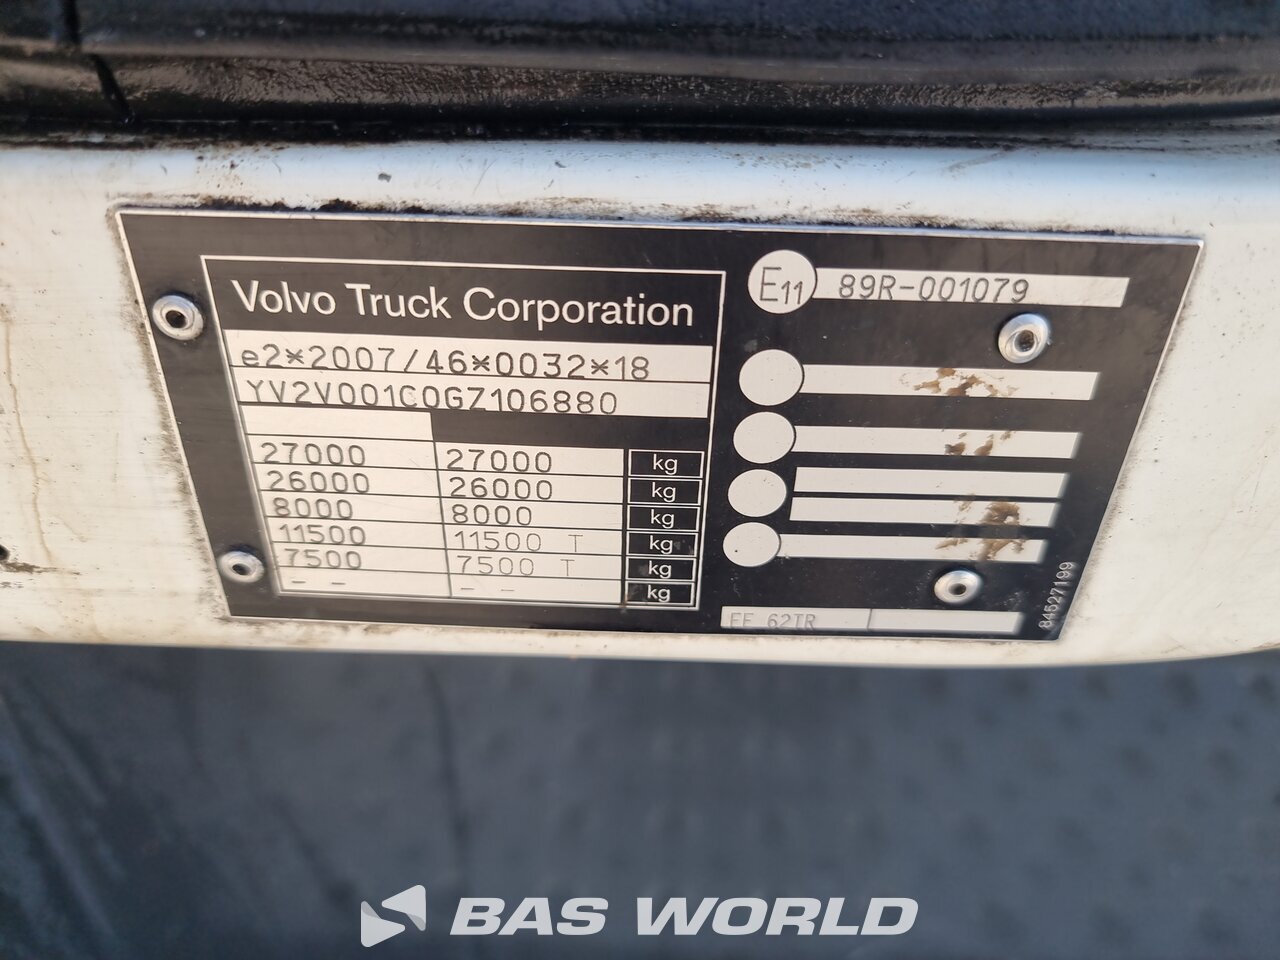 Volvo Truck Corporation
e2*2007/46*0032*18
YV2V001C0GZ106880
27000 27000 kg
26000 26000 kg
8000 8000 kg
11500 11500 T kg
7500 7500 T kg
- - - - kg
E11 89R-001079
EE 62TR
84527199
BAS WORLD